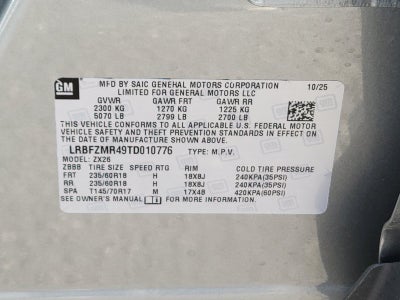 GM
MFD BY SAIC GENERAL MOTORS CORPORATION 10/25
LIMITED FOR GENERAL MOTORS LLC
GVWR GAWR FRT GAWR RR
2300 KG 1270 KG 1225 KG
5070 LB 2799 LB 2700 LB
THIS VEHICLE CONFORMS TO ALL APPLICABLE U.S. FEDERAL MOTOR
VEHICLE SAFETY AND THEFT PREVENTION STANDARDS IN EFFECT ON
THE DATE OF MANUFACTURE SHOWN ABOVE.
LRBFZMR49TD010776 TYPE: M.P.V.
MODEL: ZX26
ZBBB TIRE SIZE SPEED RTG RIM COLD TIRE PRESSURE
FRT 235/60R18 H 18X8J 240KPA(35PSI)
RR 235/60R18 H 18X8J 240KPA(35PSI)
SPA T145/70R17 M 17X4B 420KPA(60PSI)
SEE OWNER'S MANUAL FOR MORE INFORMATION.